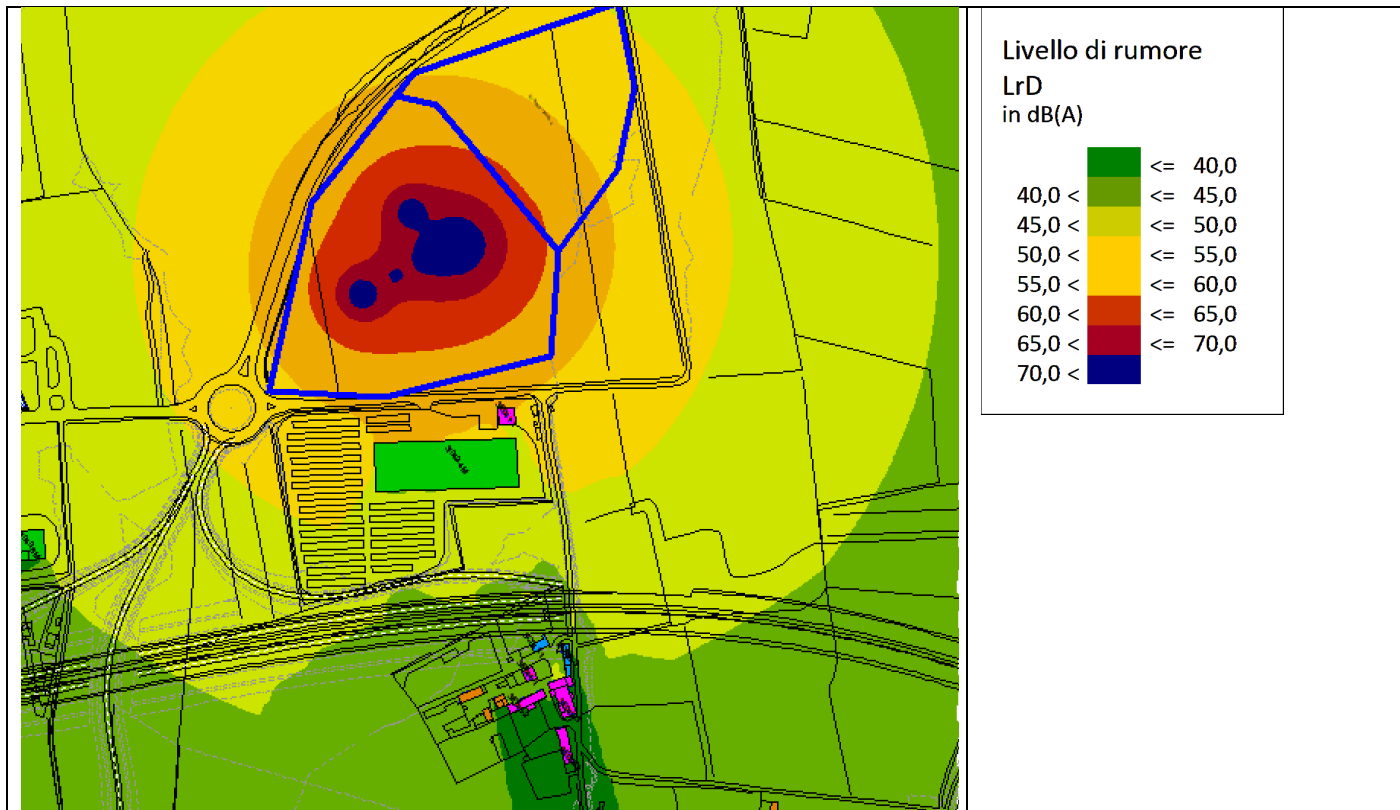 Livello di rumore
LrD
in dB(A)
<= 40,0
40,0 < <= 45,0
45,0 < <= 50,0
50,0 < <= 55,0
55,0 < <= 60,0
60,0 < <= 65,0
65,0 < <= 70,0
70,0 <